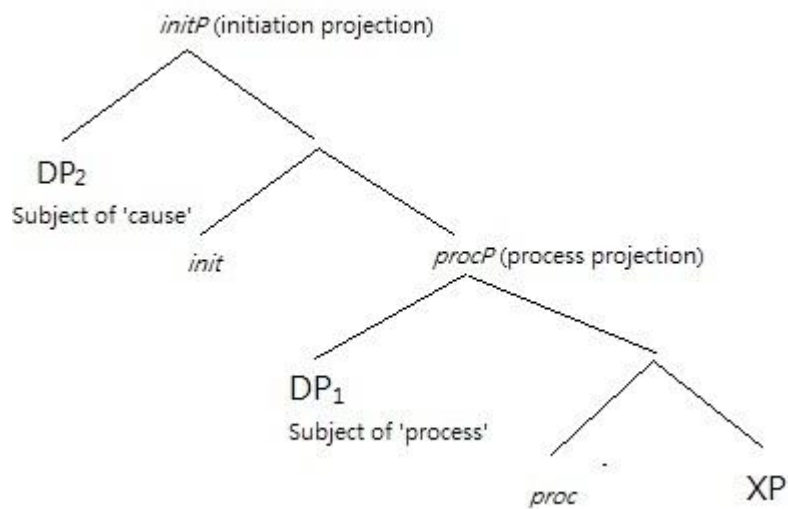 initP (initiation projection)
DP₂
Subject of 'cause'
init
procP (process projection)
DP₁
Subject of 'process'
proc
XP